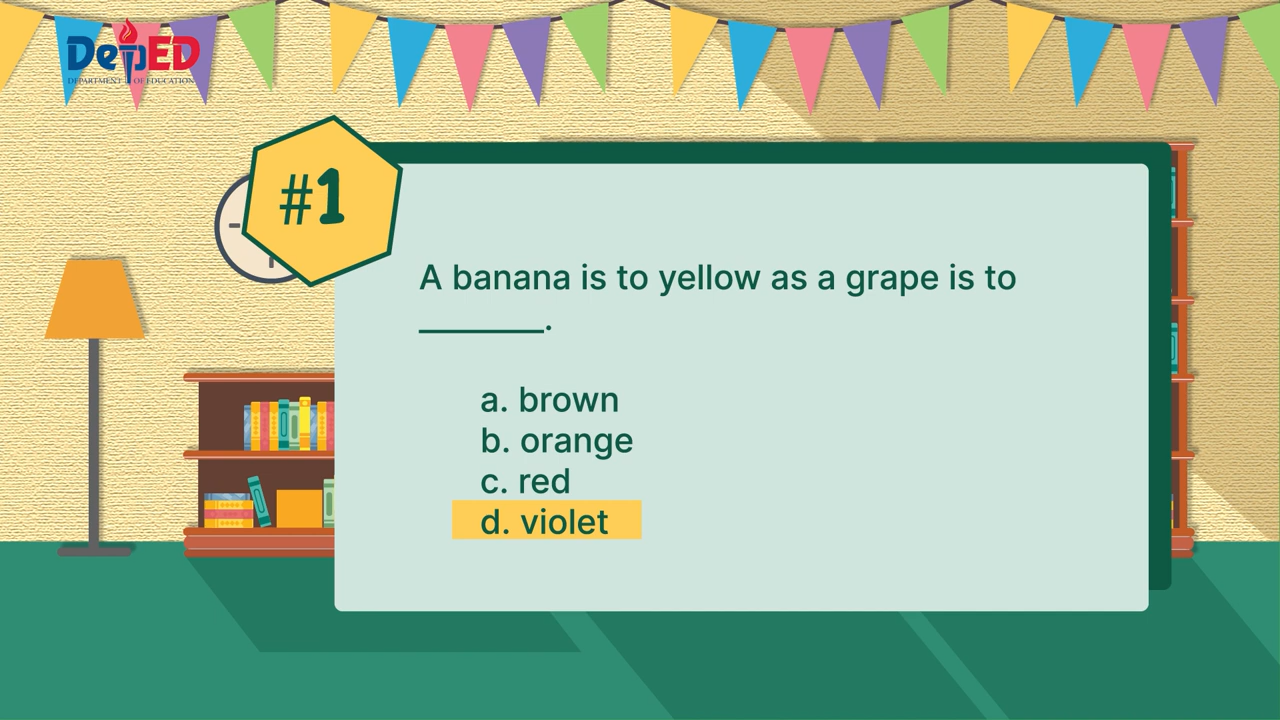 DepED
DEPARTMENT OF EDUCATION
#1
A banana is to yellow as a grape is to
_______.
a. brown
b. orange
c. red
d. violet